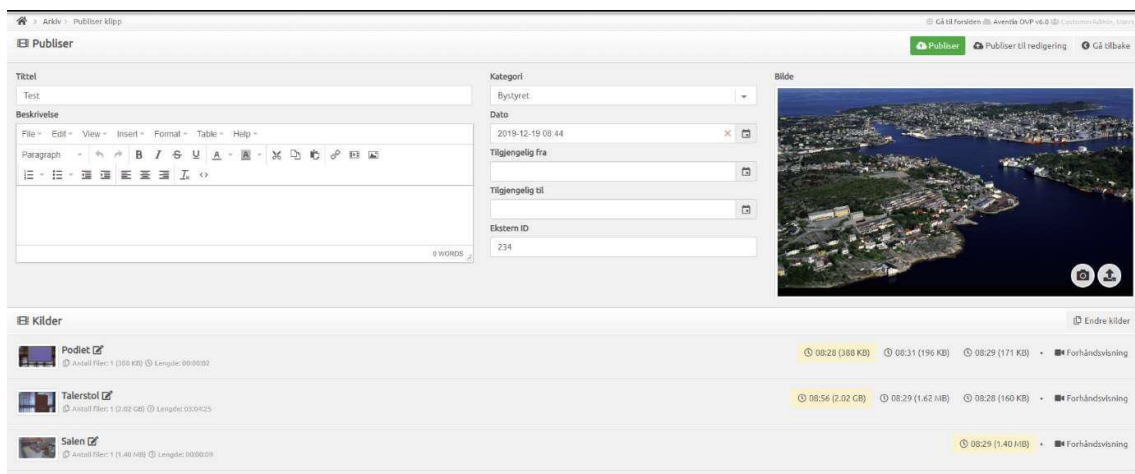 Arkiv > Publiser klipp
Gå til forsiden Aventia OVP v6.0 CustomerAdmin, Users
Publiser
Publiser Publiser til redigering Gå tilbake
Tittel
Test
Beskrivelse
File Edit View Insert Format Table Help
Paragraph B I S U A
0 WORDS
Kategori
Bystyret
Dato
2019-12-19 08:44
Tilgjengelig fra
Tilgjengelig til
Ekstern ID
234
Bilde
Kilder
Endre kilder
Podiet
Antall filer: 1 (388 KB) Lengde: 00:00:02
08:28 (388 KB) 08:31 (196 KB) 08:29 (171 KB) • Forhåndsvisning
Talerstol
Antall filer: 1 (2.02 GB) Lengde: 03:04:25
08:56 (2.02 GB) 08:29 (1.62 MB) 08:28 (160 KB) • Forhåndsvisning
Salen
Antall filer: 1 (1.40 MB) Lengde: 00:00:09
08:29 (1.40 MB) • Forhåndsvisning